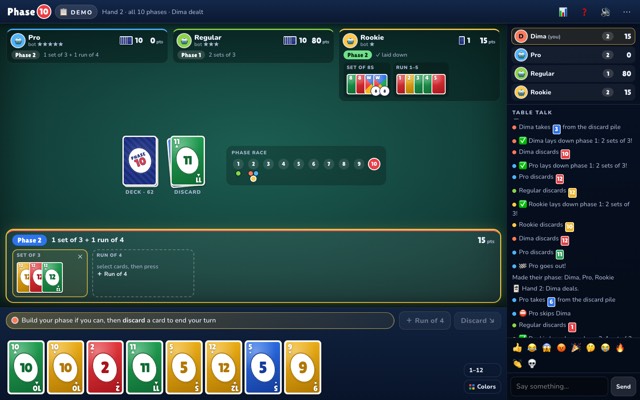 Phase 10 DEMO Hand 2 · all 10 phases · Dima dealt
Pro
bot ★★★★★
10 0 pts
Phase 2 1 set of 3 + 1 run of 4
Regular
bot ★★★
10 80 pts
Phase 1 2 sets of 3
Rookie
bot ★
1 15 pts
Phase 2 ✓ laid down
SET OF 8S
RUN 1–6
DECK · 62
11
DISCARD
PHASE RACE
1 2 3 4 5 6 7 8 9 10
Phase 2 1 set of 3 + 1 run of 4
15 pts
SET OF 3
12 12 12
RUN OF 4
select cards, then press
+ Run of 4
Build your phase if you can, then discard a card to end your turn
+ Run of 4
Discard
10 10 2 11 5 12 5 9
1–12
Colors
D Dima (you) 2 15
Pro 2 0
Regular 1 80
Rookie 2 15
TABLE TALK
Dima takes 2 from the discard pile
Dima lays down phase 1: 2 sets of 3!
Dima discards 10
Pro lays down phase 1: 2 sets of 3!
Pro discards 12
Regular discards 12
Rookie lays down phase 1: 2 sets of
3!
Rookie discards 10
Dima discards 12
Pro discards 11
Pro goes out!
Made their phase: Dima, Pro, Rookie
Hand 2: Dima deals.
Pro takes 6 from the discard pile
Pro skips Dima
Regular discards 1
Say something...
Send